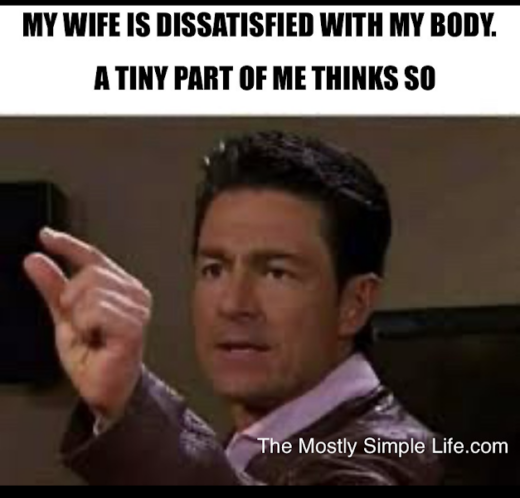 MY WIFE IS DISSATISFIED WITH MY BODY.
A TINY PART OF ME THINKS SO
The Mostly Simple Life.com